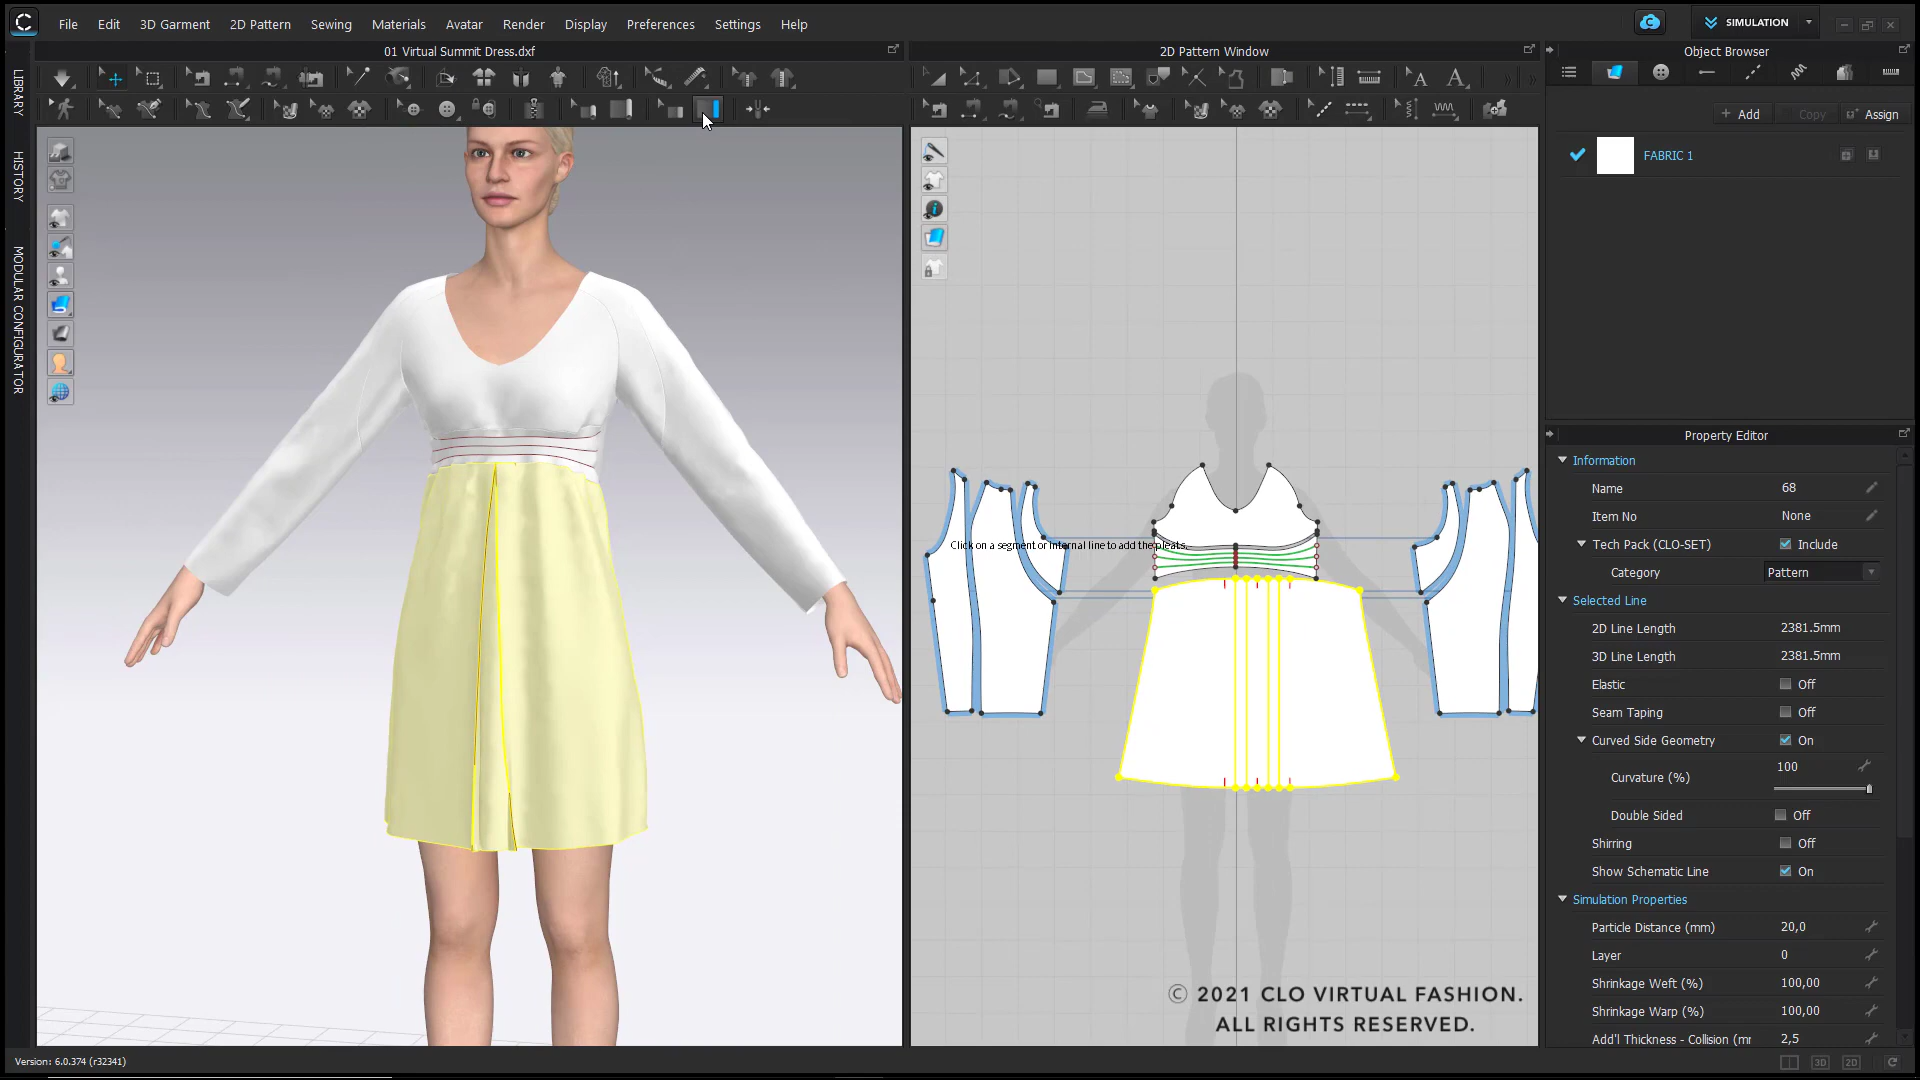 File Edit 3D Garment 2D Pattern Sewing Materials Avatar Render Display Preferences Settings Help
SIMULATION
01 Virtual Summit Dress.dxf
2D Pattern Window
Object Browser
LIBRARY
HISTORY
MODULAR CONFIGURATOR
Add Copy Assign
FABRIC 1
Click on a segment or internal line to add the pleats.
Property Editor
Information
Name 68
Item No None
Tech Pack (CLO-SET) Include
Category Pattern
Selected Line
2D Line Length 2381.5mm
3D Line Length 2381.5mm
Elastic Off
Seam Taping Off
Curved Side Geometry On
Curvature (%) 100
Double Sided Off
Shirring Off
Show Schematic Line On
Simulation Properties
Particle Distance (mm) 20,0
Layer 0
Shrinkage Weft (%) 100,00
Shrinkage Warp (%) 100,00
Add'l Thickness - Collision (mr 2,5
© 2021 CLO VIRTUAL FASHION.
ALL RIGHTS RESERVED.
Version: 6.0.374 (r32341)
3D 2D